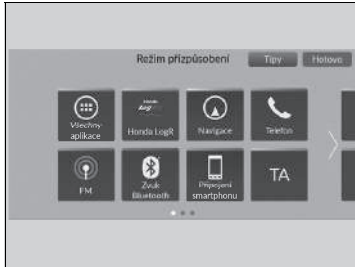 Režim přizpůsobení
Tipy
Hotovo
Všechny
aplikace
Honda LogR
Navigace
Telefon
FM
Zvuk
Bluetooth
Připojení
smartphonu
TA